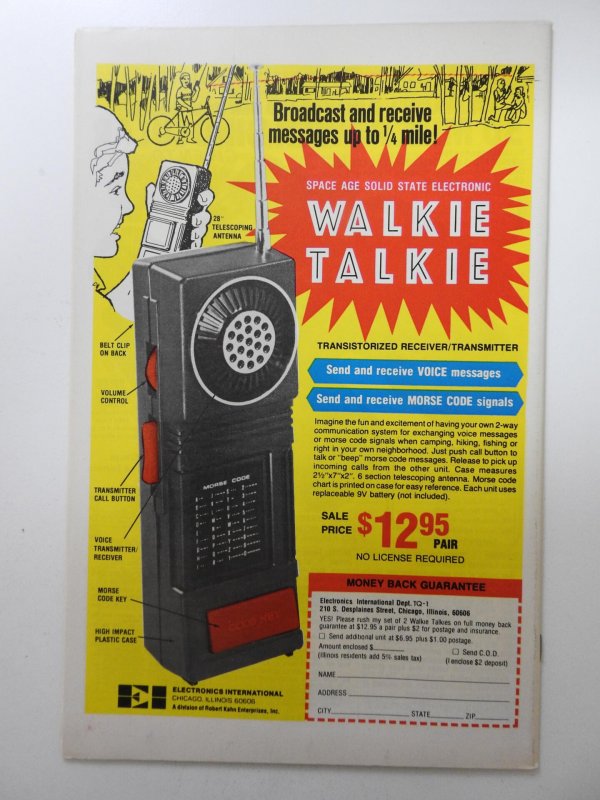 Broadcast and receive
messages up to 1/4 mile!
SPACE AGE SOLID STATE ELECTRONIC
WALKIE
TALKIE
28"
TELESCOPING
ANTENNA
BELT CLIP
ON BACK
VOLUME
CONTROL
TRANSMITTER
CALL BUTTON
VOICE
TRANSMITTER/
RECEIVER
MORSE
CODE KEY
HIGH IMPACT
PLASTIC CASE
MORSE CODE
CODE KEY
TRANSISTORIZED RECEIVER/TRANSMITTER
Send and receive VOICE messages
Send and receive MORSE CODE signals
Imagine the fun and excitement of having your own 2-way
communication system for exchanging voice messages
or morse code signals when camping, hiking, fishing or
right in your own neighborhood. Just push call button to
talk or "beep" morse code messages. Release to pick up
incoming calls from the other unit. Case measures
2½"x7"x2". 6 section telescoping antenna. Morse code
chart is printed on case for easy reference. Each unit uses
replaceable 9V battery (not included).
SALE
PRICE $12 95
PAIR
NO LICENSE REQUIRED
MONEY BACK GUARANTEE
Electronics International Dept. TQ-1
210 S. Desplaines Street, Chicago, Illinois, 60606
YES! Please rush my set of 2 Walkie Talkes on full money back
guarantee at $12.95 a pair plus $2 for postage and insurance.
Send additional unit at $6.95 plus $1.00 postage.
Amount enclosed $
(Illinois residents add 5% sales tax)
Send C.O.D.
(I enclose $2 deposit)
NAME
ADDRESS
CITY STATE ZIP
EI
ELECTRONICS INTERNATIONAL
CHICAGO, ILLINOIS 60606
A division of Robert Kahn Enterprises, Inc.